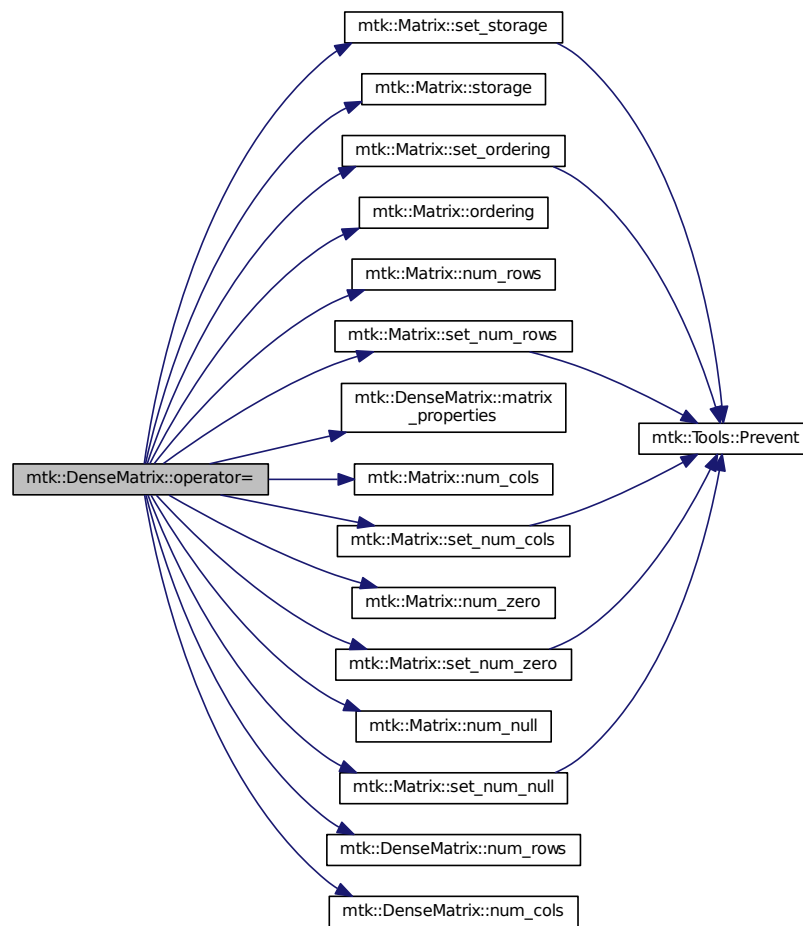 mtk::Matrix::set_storage
mtk::Matrix::storage
mtk::Matrix::set_ordering
mtk::Matrix::ordering
mtk::Matrix::num_rows
mtk::Matrix::set_num_rows
mtk::DenseMatrix::matrix
_properties
mtk::Tools::Prevent
mtk::DenseMatrix::operator=
mtk::Matrix::num_cols
mtk::Matrix::set_num_cols
mtk::Matrix::num_zero
mtk::Matrix::set_num_zero
mtk::Matrix::num_null
mtk::Matrix::set_num_null
mtk::DenseMatrix::num_rows
mtk::DenseMatrix::num_cols